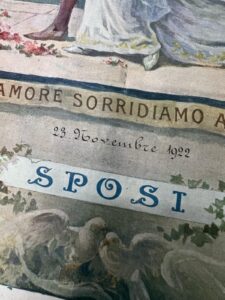 AMORE SORRIDIAMO A
23 Novembre 1922
SPOSI